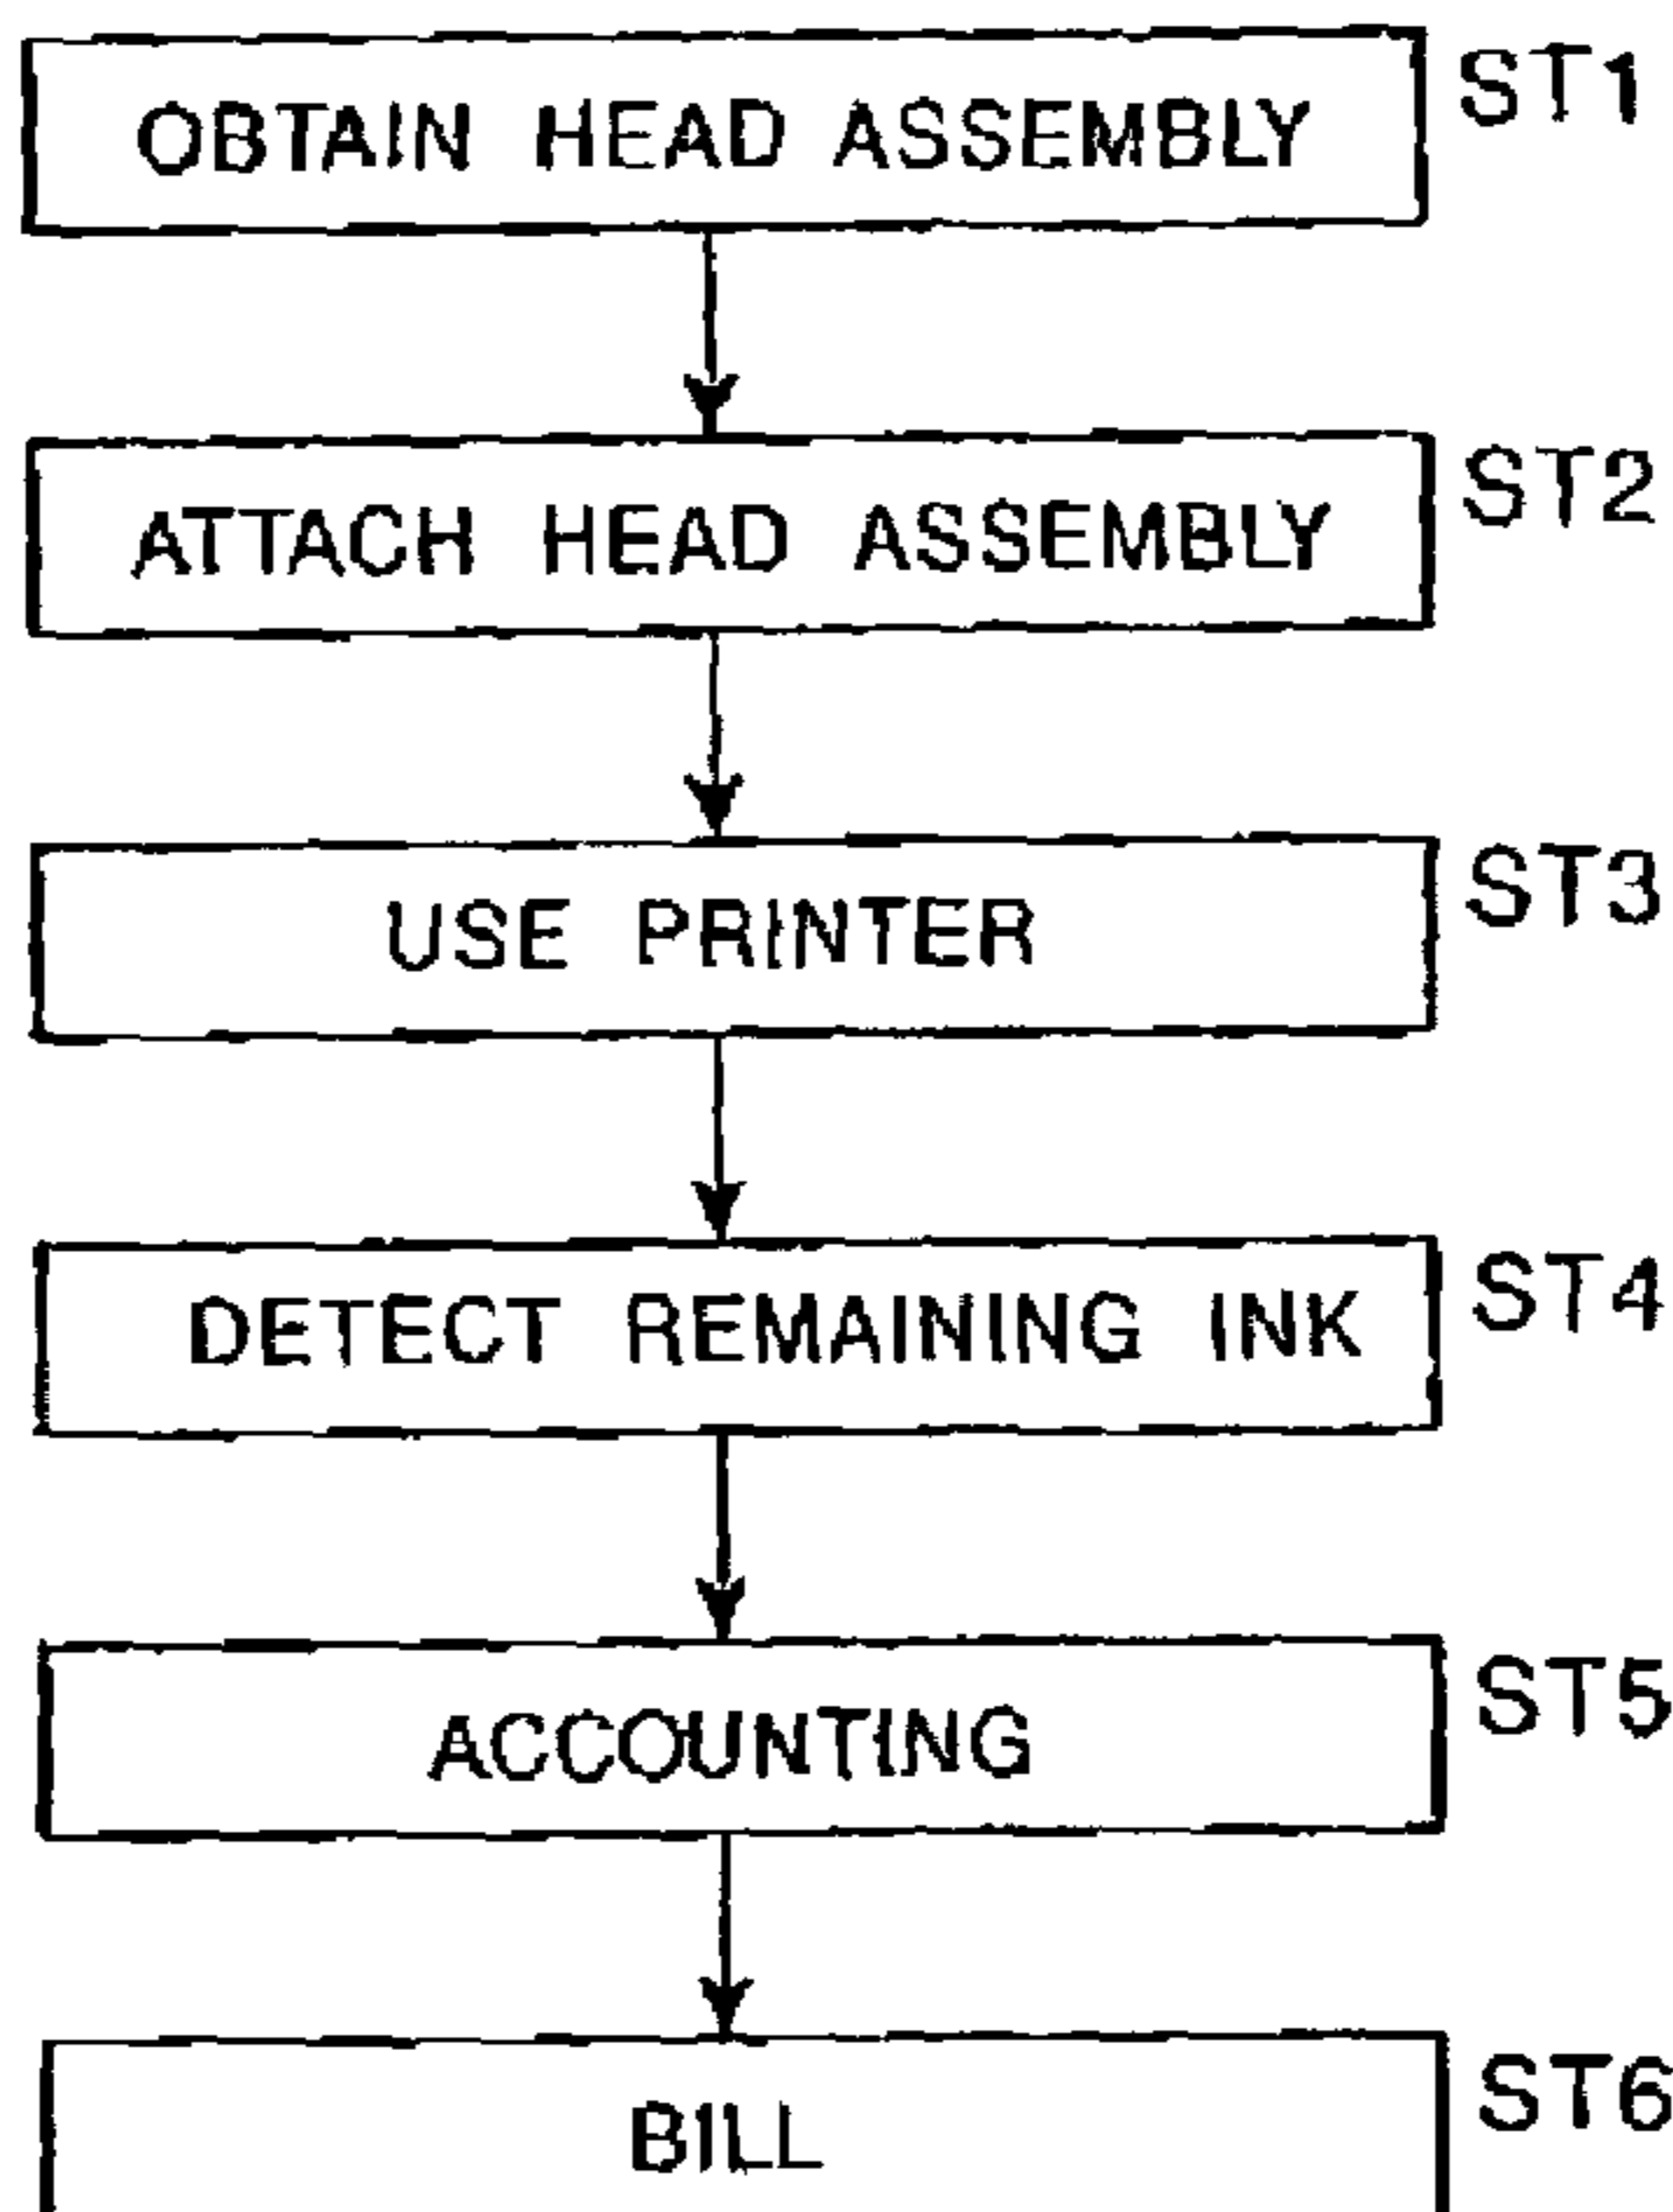 OBTAIN HEAD ASSEMBLY ST1
ATTACH HEAD ASSEMBLY ST2
USE PRINTER ST3
DETECT REMAINING INK ST4
ACCOUNTING ST5
BILL ST6